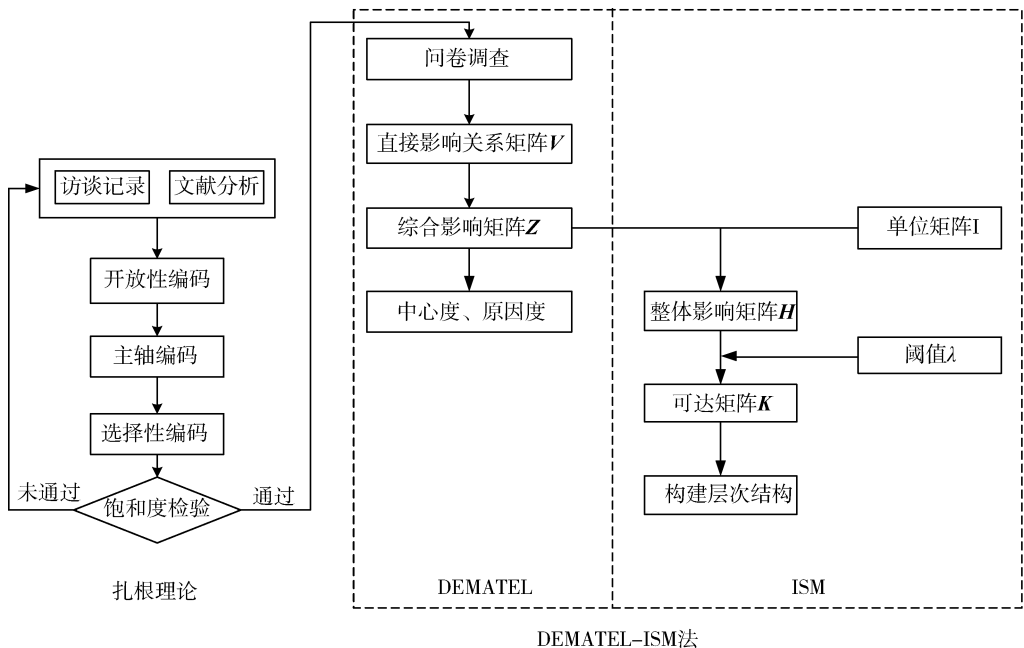 问卷调查
直接影响关系矩阵V
访谈记录 文献分析
综合影响矩阵Z
单位矩阵I
开放性编码
中心度、原因度
整体影响矩阵H
主轴编码
阈值λ
可达矩阵K
选择性编码
未通过
饱和度检验
通过
构建层次结构
扎根理论
DEMATEL
ISM
DEMATEL-ISM法